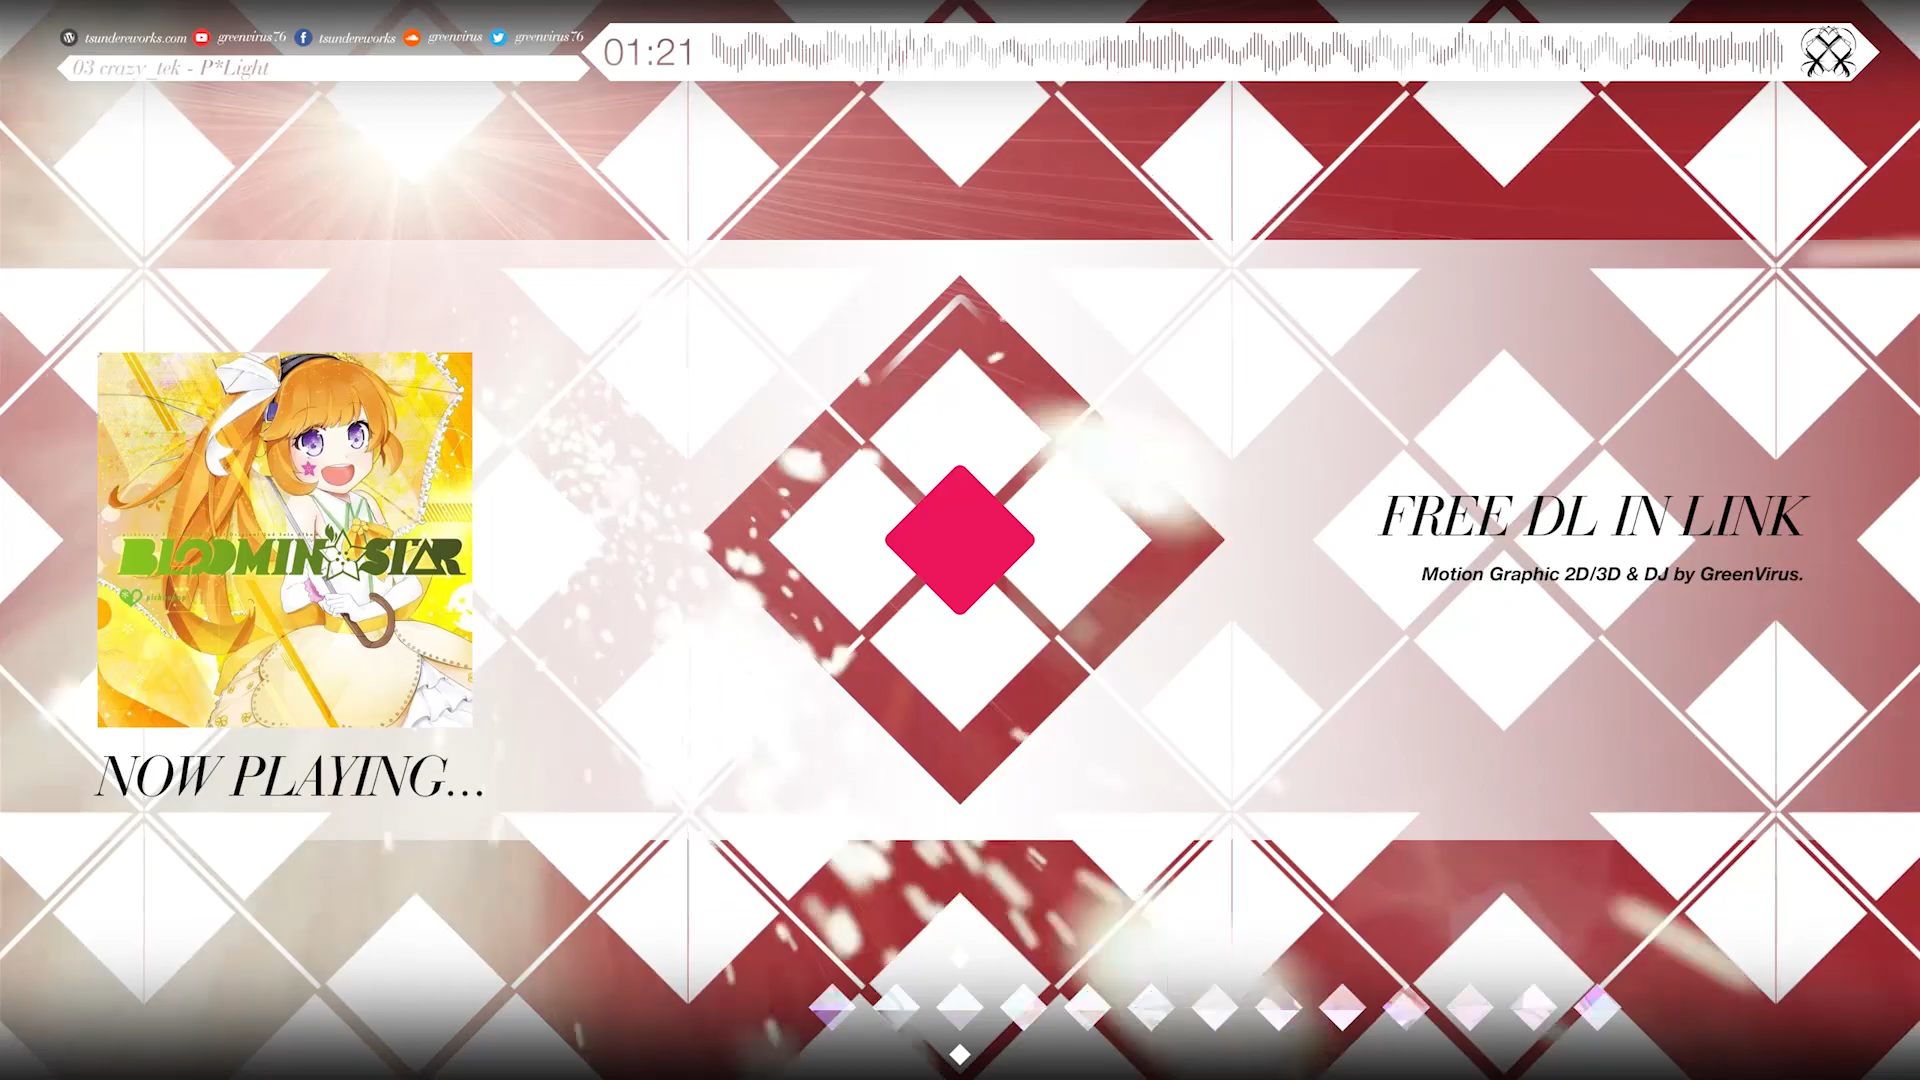 tsundereworks.com greenvirus76 tsundereworks greenvirus greenvirus76
03 crazy_tek - P*Light
01:21
BLOOMIN STAR
NOW PLAYING...
FREE DL IN LINK
Motion Graphic 2D/3D & DJ by GreenVirus.